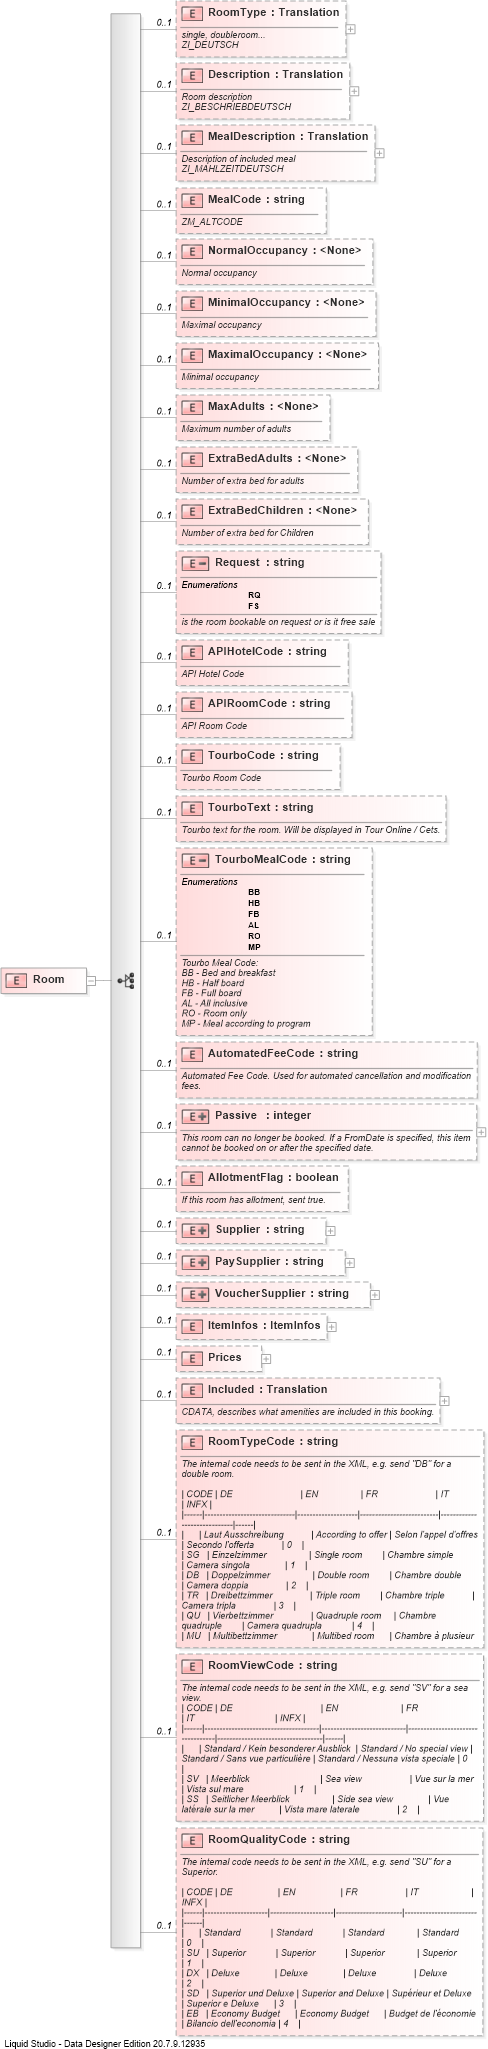 0..1
E RoomType : Translation
single, doubleroom...
ZI_DEUTSCH
0..1
E Description : Translation
Room description
ZI_BESCHRIEBDEUTSCH
0..1
E MealDescription : Translation
Description of included meal
ZI_MAHLZEITDEUTSCH
0..1
E MealCode : string
ZM_ALTCODE
0..1
E NormalOccupancy : <None>
Normal occupancy
0..1
E MinimalOccupancy : <None>
Maximal occupancy
0..1
E MaximalOccupancy : <None>
Minimal occupancy
0..1
E MaxAdults : <None>
Maximum number of adults
0..1
E ExtraBedAdults : <None>
Number of extra bed for adults
0..1
E ExtraBedChildren : <None>
Number of extra bed for Children
0..1
E Request : string
Enumerations
RQ
FS
is the room bookable on request or is it free sale
0..1
E APIHotelCode : string
API Hotel Code
0..1
E APIRoomCode : string
API Room Code
0..1
E TourboCode : string
Tourbo Room Code
0..1
E TourboText : string
Tourbo text for the room. Will be displayed in Tour Online / Cets.
0..1
E TourboMealCode : string
Enumerations
BB
HB
FB
AL
RO
MP
Tourbo Meal Code:
BB - Bed and breakfast
HB - Half board
FB - Full board
AL - All inclusive
RO - Room only
MP - Meal according to program
E Room
0..1
E AutomatedFeeCode : string
Automated Fee Code. Used for automated cancellation and modification
fees.
0..1
E Passive : integer
This room can no longer be booked. If a FromDate is specified, this item
cannot be booked on or after the specified date.
0..1
E AllotmentFlag : boolean
If this room has allotment, sent true.
0..1
E Supplier : string
0..1
E PaySupplier : string
0..1
E VoucherSupplier : string
0..1
E ItemInfos : ItemInfos
0..1
E Prices
0..1
E Included : Translation
CDATA, describes what amenities are included in this booking.
0..1
E RoomTypeCode : string
The internal code needs to be sent in the XML, e.g. send "DB" for a
double room.
| CODE | DE | EN | FR | IT
| INFX |
| | Laut Ausschreibung | According to offer | Selon l'appel d'offres
| Secondo l'offerta | 0 |
| SG | Einzelzimmer | Single room | Chambre simple
| Camera singola | 1 |
| DB | Doppelzimmer | Double room | Chambre double
| Camera doppia | 2 |
| TR | Dreibettzimmer | Triple room | Chambre triple |
Camera tripla | 3 |
| QU | Vierbettzimmer | Quadruple room | Chambre
quadruple | Camera quadrupla | 4 |
| MU | Multibettzimmer | Multibed room | Chambre à plusieur
0..1
E RoomViewCode : string
The internal code needs to be sent in the XML, e.g. send "SV" for a sea
view.
| CODE | DE | EN | FR
| IT | INFX |
| | Standard / Kein besonderer Ausblick | Standard / No special view |
Standard / Sans vue particulière | Standard / Nessuna vista speciale | 0
|
| SV | Meerblick | Sea view | Vue sur la mer
| Vista sul mare | 1 |
| SS | Seitlicher Meerblick | Side sea view | Vue
latérale sur la mer | Vista mare laterale | 2 |
0..1
E RoomQualityCode : string
The internal code needs to be sent in the XML, e.g. send "SU" for a
Superior.
| CODE | DE | EN | FR | IT |
INFX |
| | Standard | Standard | Standard | Standard
| 0 |
| SU | Superior | Superior | Superior | Superior
| 1 |
| DX | Deluxe | Deluxe | Deluxe | Deluxe
| 2 |
| SD | Superior und Deluxe | Superior and Deluxe | Supérieur et Deluxe |
Superior e Deluxe | 3 |
| EB | Economy Budget | Economy Budget | Budget de l'économie
| Bilancio dell'economia | 4 |
Liquid Studio - Data Designer Edition 20.7.9.12935